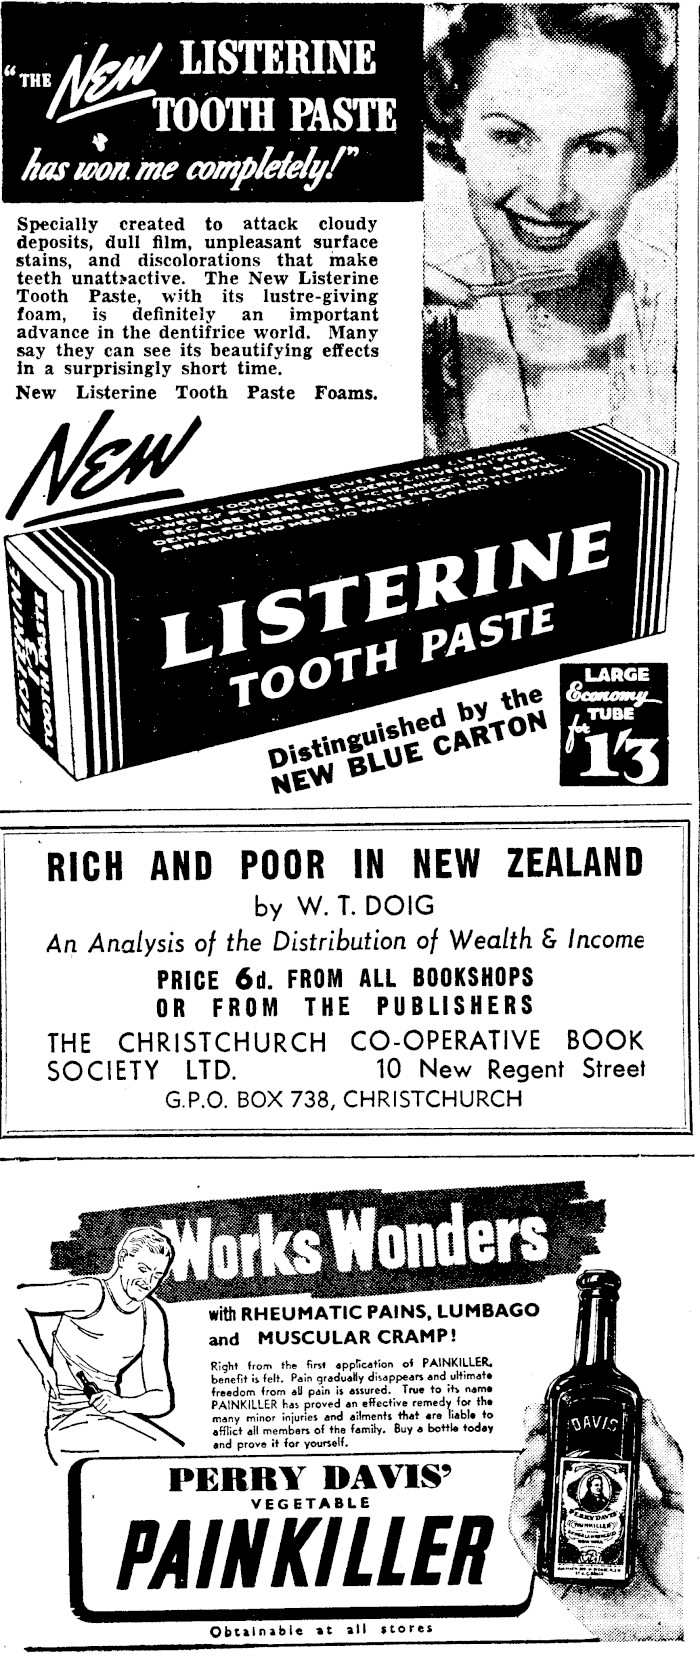 "THE New LISTERINE
TOOTH PASTE
has won me completely!"
Specially created to attack cloudy
deposits, dull film, unpleasant surface
stains, and discolorations that make
teeth unattractive. The New Listerine
Tooth Paste, with its lustre-giving
foam, is definitely an important
advance in the dentifrice world. Many
say they can see its beautifying effects
in a surprisingly short time.
New Listerine Tooth Paste Foams.
New
LISTERINE
TOOTH PASTE
LISTERINE
TOOTH PASTE
1/3
Distinguished by the
NEW BLUE CARTON
LARGE
Economy
TUBE
for
1/3
RICH AND POOR IN NEW ZEALAND
by W. T. DOIG
An Analysis of the Distribution of Wealth & Income
PRICE 6d. FROM ALL BOOKSHOPS
OR FROM THE PUBLISHERS
THE CHRISTCHURCH CO-OPERATIVE BOOK
SOCIETY LTD. 10 New Regent Street
G.P.O. BOX 738, CHRISTCHURCH
Works Wonders
with RHEUMATIC PAINS, LUMBAGO
and MUSCULAR CRAMP!
Right from the first application of PAINKILLER,
benefit is felt. Pain gradually disappears and ultimate
freedom from all pain is assured. True to its name
PAINKILLER has proved an effective remedy for the
many minor injuries and ailments that are liable to
afflict all members of the family. Buy a bottle today
and prove it for yourself.
DAVIS
PERRY DAVIS'
PAINKILLER
PERRY DAVIS'
VEGETABLE
PAINKILLER
Obtainable at all stores